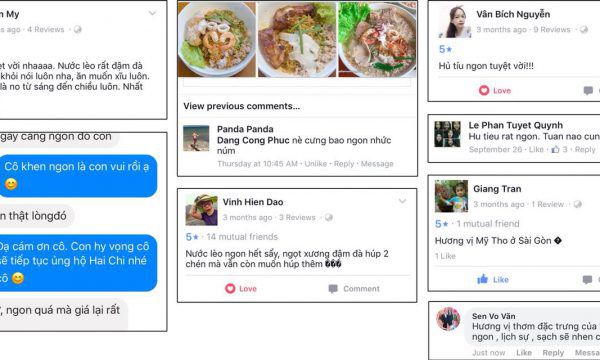 n My
hs ago · 4 Reviews
et vời nhaaaa. Nước lèo rất đậm đà
khỏi nói luôn nha, ăn muốn xĩu luôn.
là no từ sáng đến chiều luôn. Nhất
ngày càng ngon đó con
Cô khen ngon là con vui rồi ạ
n thật lòngđó
Dạ cám ơn cô. Con hy vọng cô
sẽ tiếp tục ủng hộ Hai Chi nhé
cô
, ngon quá mà giá lại rất
View previous comments...
Panda Panda
Dang Cong Phuc nè cưng bao ngon nhức
núm
Thursday at 10:45 AM · Unlike · Reply · Message
Vinh Hien Dao
3 months ago · 3 Reviews
5★ · 14 mutual friends
Nước lèo ngon hết sẩy, ngọt xương đậm đà húp 2
chén mà vẫn còn muốn húp thêm ���
Love
Comment
Vân Bích Nguyễn
3 months ago · 9 Reviews
5★
Hủ tíu ngon tuyệt vời!!!
Love
Le Phan Tuyet Quynh
Hu tieu rat ngon. Tuan nao cun
September 26 · Like · 3 · Reply ·
Giang Tran
3 months ago · 1 Review
5★ · 1 mutual friend
Hương vị Mỹ Tho ở Sài Gòn �
1 Like
Like
Sen Vo Văn
Hương vị thơm đặc trưng của
ngon , lịch sự , sạch sẽ nhen c
Just now Like Reply Message